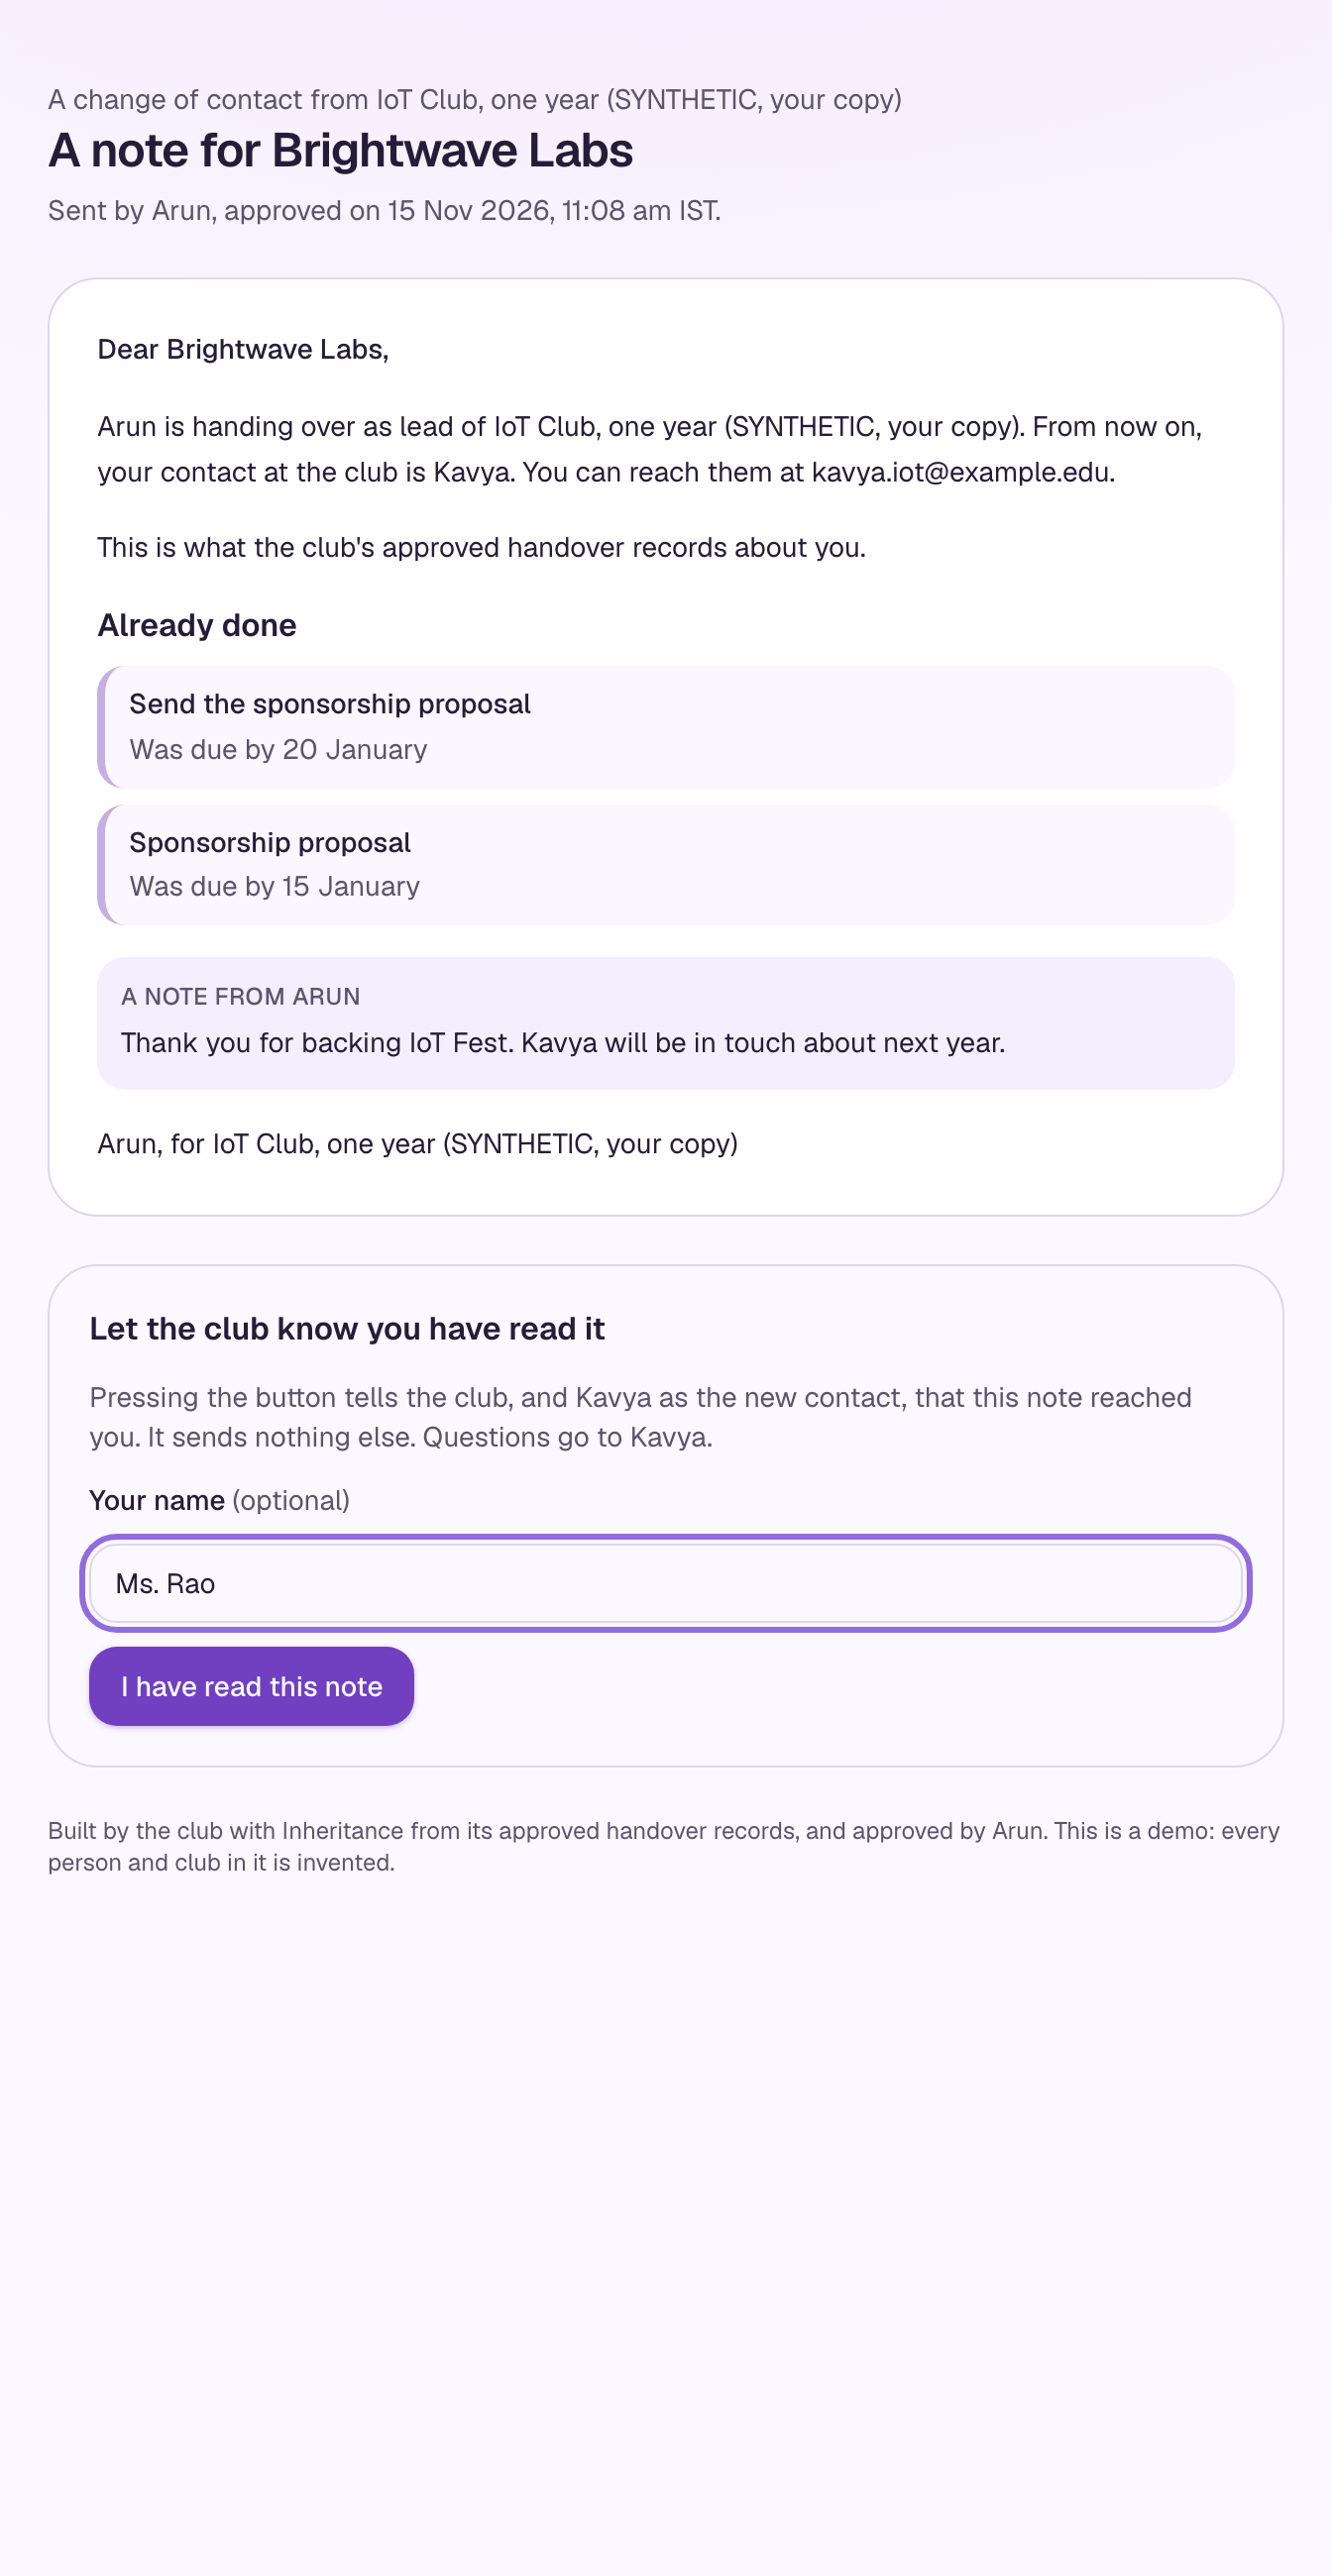 A change of contact from IoT Club, one year (SYNTHETIC, your copy)
A note for Brightwave Labs
Sent by Arun, approved on 15 Nov 2026, 11:08 am IST.
Dear Brightwave Labs,
Arun is handing over as lead of IoT Club, one year (SYNTHETIC, your copy). From now on,
your contact at the club is Kavya. You can reach them at kavya.iot@example.edu.
This is what the club's approved handover records about you.
Already done
Send the sponsorship proposal
Was due by 20 January
Sponsorship proposal
Was due by 15 January
A NOTE FROM ARUN
Thank you for backing IoT Fest. Kavya will be in touch about next year.
Arun, for IoT Club, one year (SYNTHETIC, your copy)
Let the club know you have read it
Pressing the button tells the club, and Kavya as the new contact, that this note reached
you. It sends nothing else. Questions go to Kavya.
Your name (optional)
Ms. Rao
I have read this note
Built by the club with Inheritance from its approved handover records, and approved by Arun. This is a demo: every
person and club in it is invented.